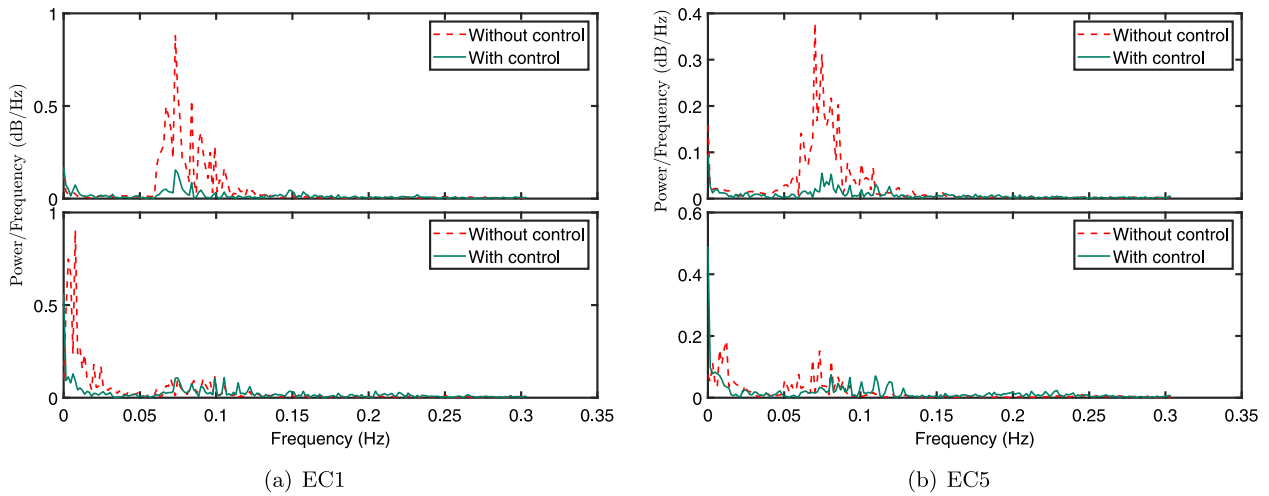 Power/Frequency (dB/Hz)
1
0.5
0
Without control
With control
1
0.5
0
Without control
With control
0 0.05 0.1 0.15 0.2 0.25 0.3 0.35
Frequency (Hz)
(a) EC1
Power/Frequency (dB/Hz)
0.4
0.3
0.2
0.1
0
Without control
With control
0.6
0.4
0.2
0
Without control
With control
0 0.05 0.1 0.15 0.2 0.25 0.3 0.35
Frequency (Hz)
(b) EC5